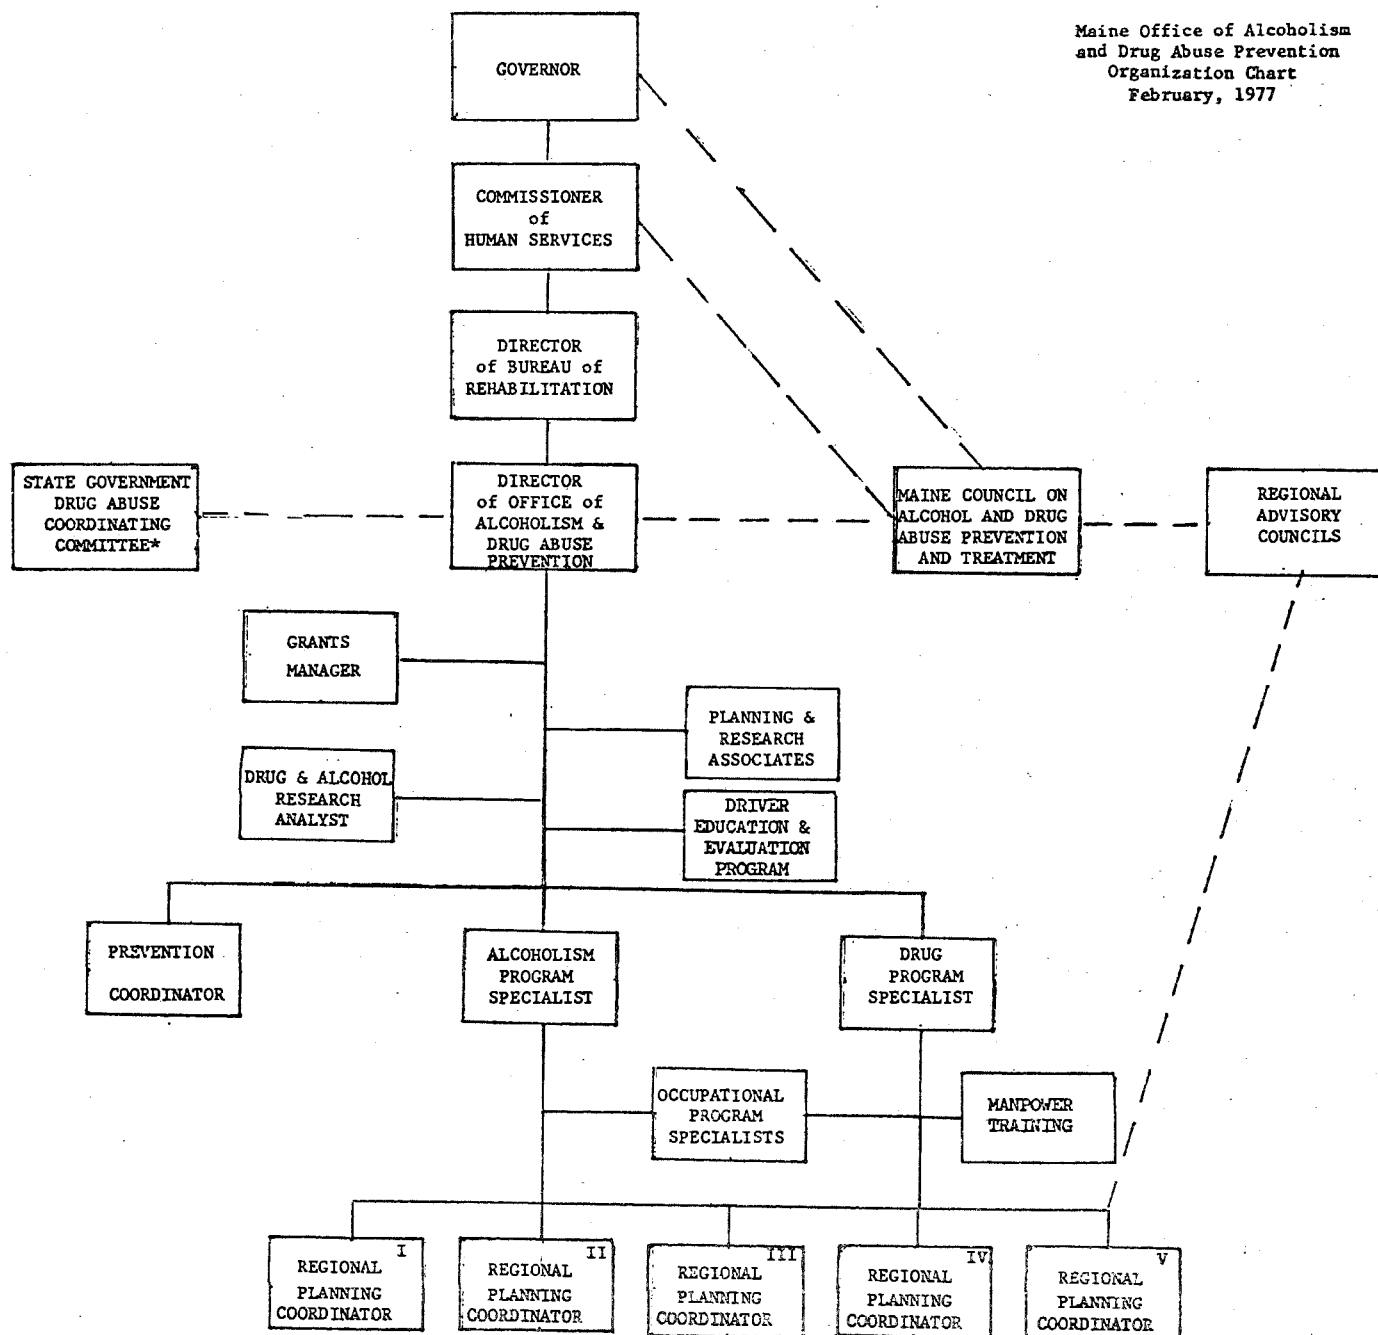 Maine Office of Alcoholism
and Drug Abuse Prevention
Organization Chart
February, 1977
GOVERNOR
COMMISSIONER
of
HUMAN SERVICES
DIRECTOR
of BUREAU of
REHABILITATION
STATE GOVERNMENT
DRUG ABUSE
COORDINATING
COMMITTEE*
DIRECTOR
of OFFICE of
ALCOHOLISM &
DRUG ABUSE
PREVENTION
MAINE COUNCIL ON
ALCOHOL AND DRUG
ABUSE PREVENTION
AND TREATMENT
REGIONAL
ADVISORY
COUNCILS
GRANTS
MANAGER
PLANNING &
RESEARCH
ASSOCIATES
DRUG & ALCOHOL
RESEARCH
ANALYST
DRIVER
EDUCATION &
EVALUATION
PROGRAM
PREVENTION
COORDINATOR
ALCOHOLISM
PROGRAM
SPECIALIST
DRUG
PROGRAM
SPECIALIST
OCCUPATIONAL
PROGRAM
SPECIALISTS
MANPOWER
TRAINING
I
REGIONAL
PLANNING
COORDINATOR
II
REGIONAL
PLANNING
COORDINATOR
III
REGIONAL
PLANNING
COORDINATOR
IV
REGIONAL
PLANNING
COORDINATOR
V
REGIONAL
PLANNING
COORDINATOR